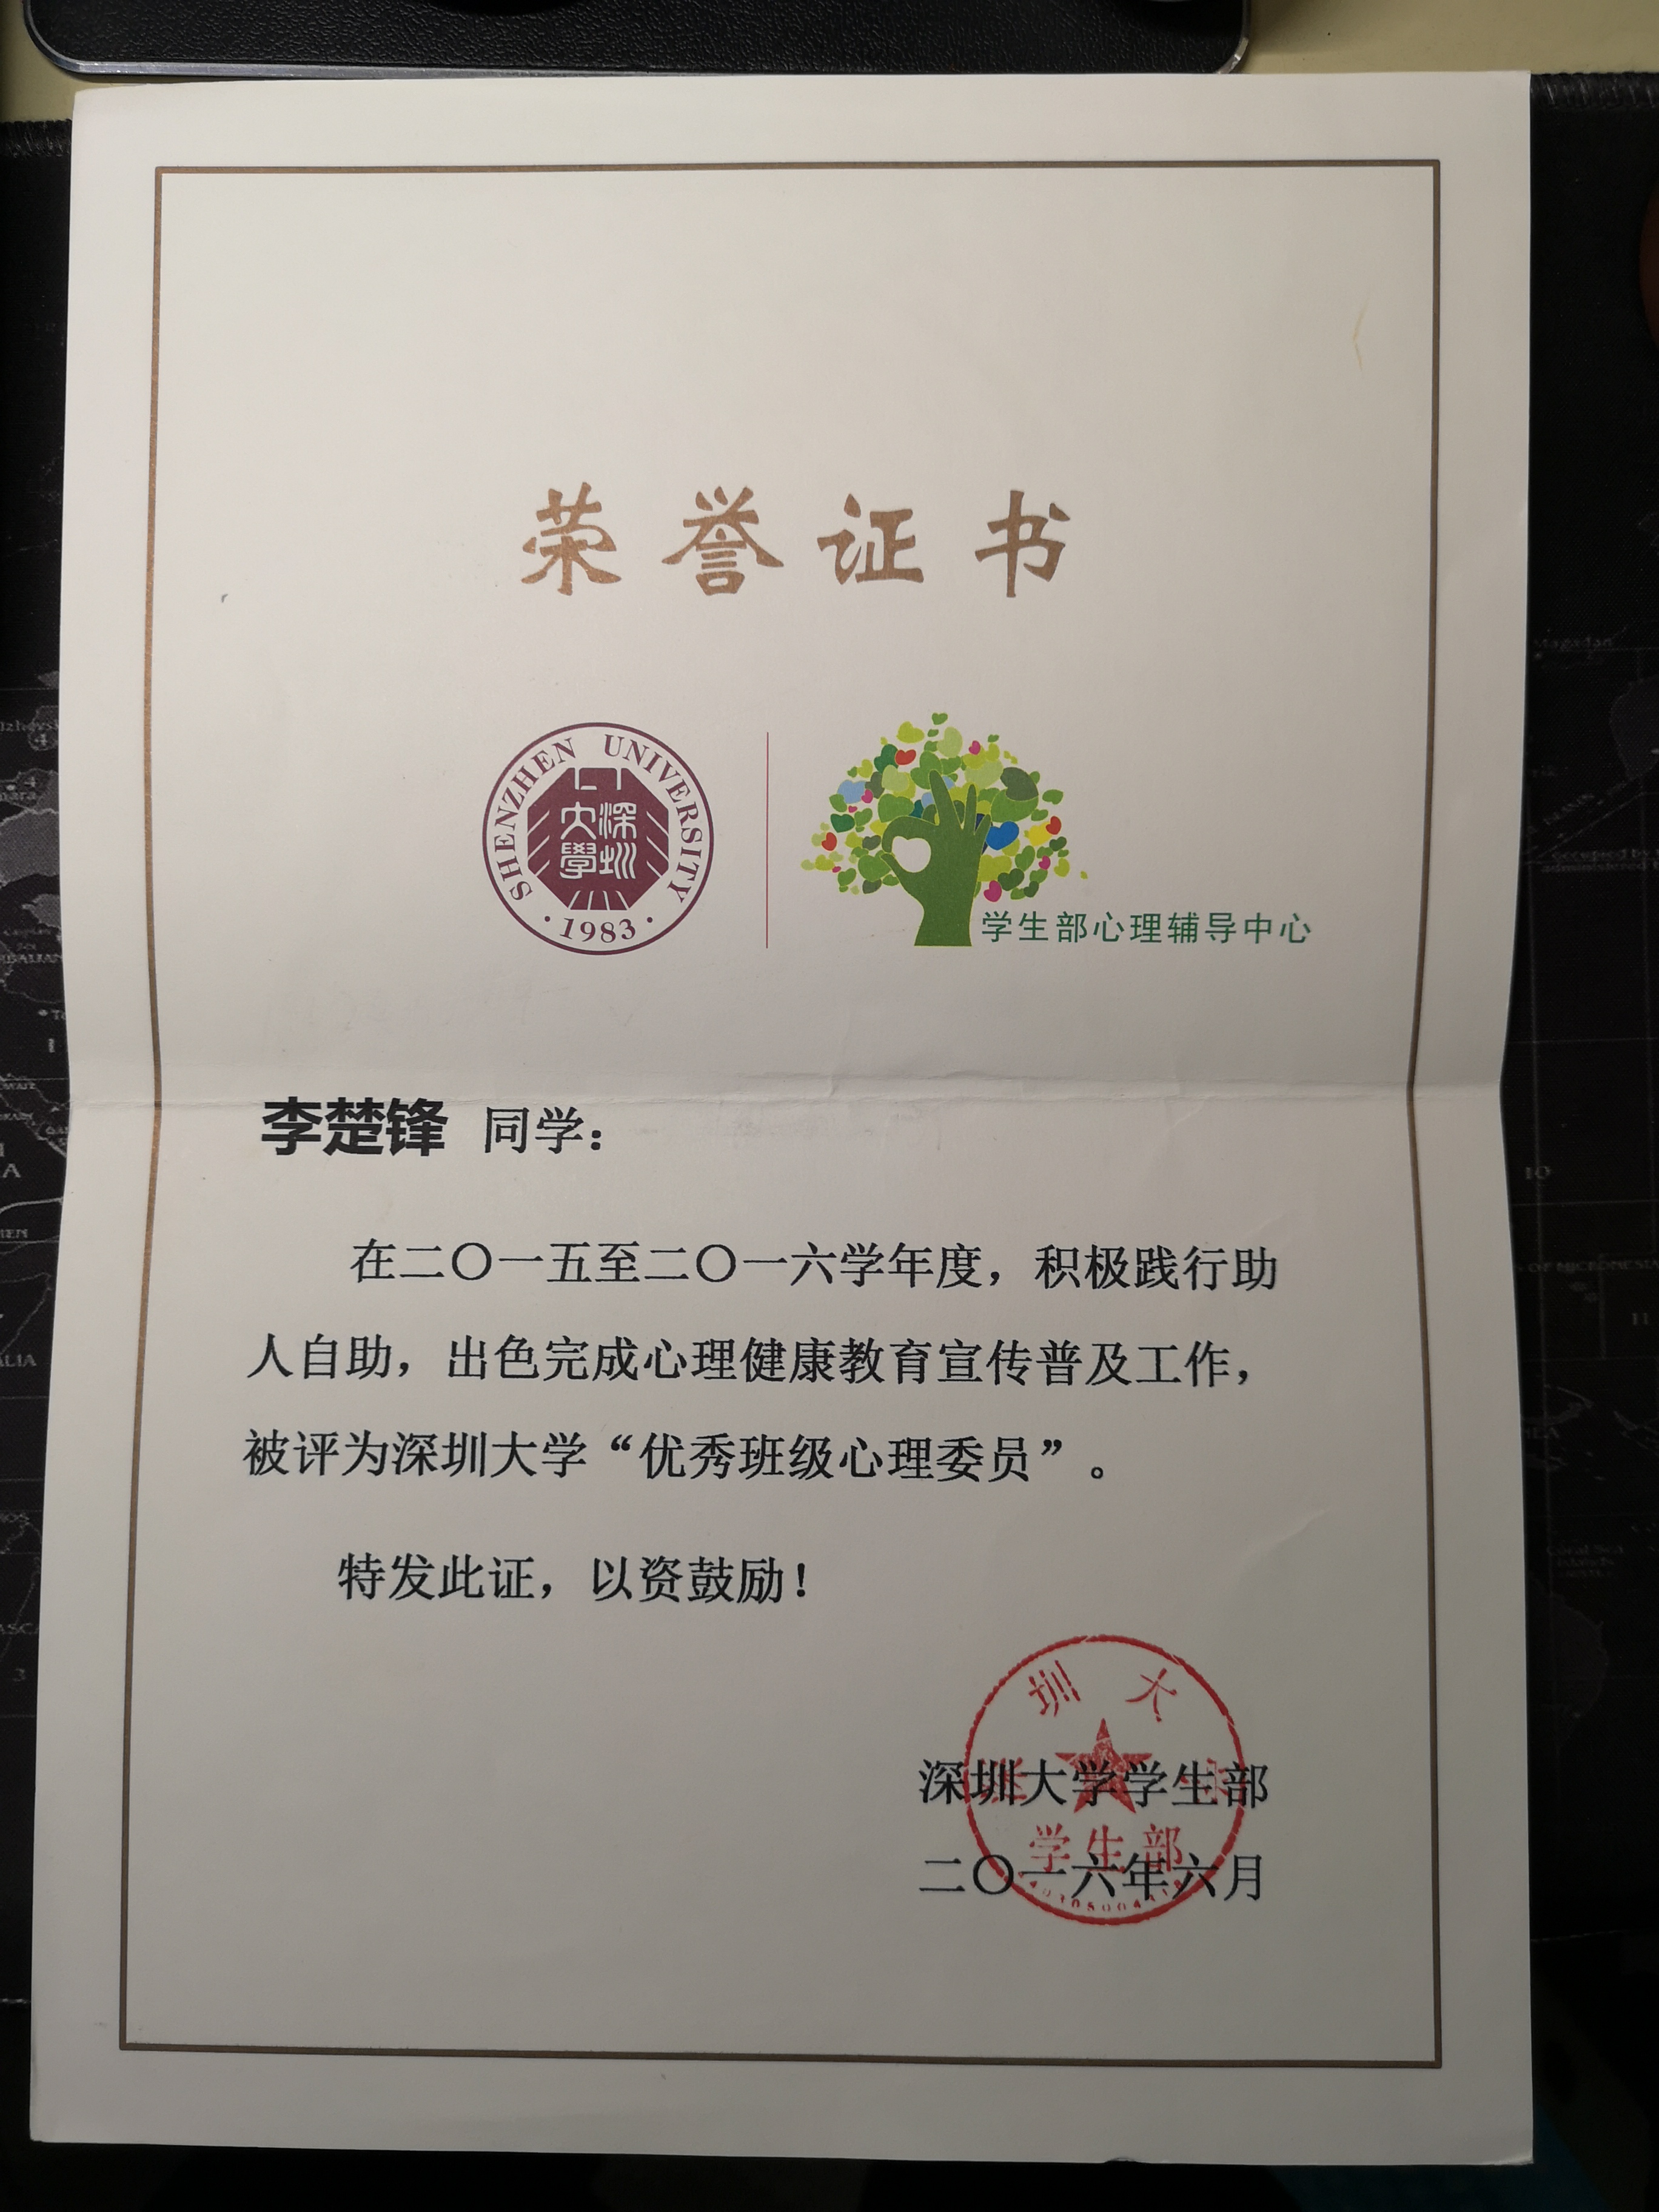 荣誉证书
SHENZHEN UNIVERSITY
深圳
大學
·1983·
学生部心理辅导中心
李楚锋 同学：
在二〇一五至二〇一六学年度，积极践行助
人自助，出色完成心理健康教育宣传普及工作，
被评为深圳大学“优秀班级心理委员”。
特发此证，以资鼓励！
圳大
深圳大学学生部
学生部
二〇一六年六月